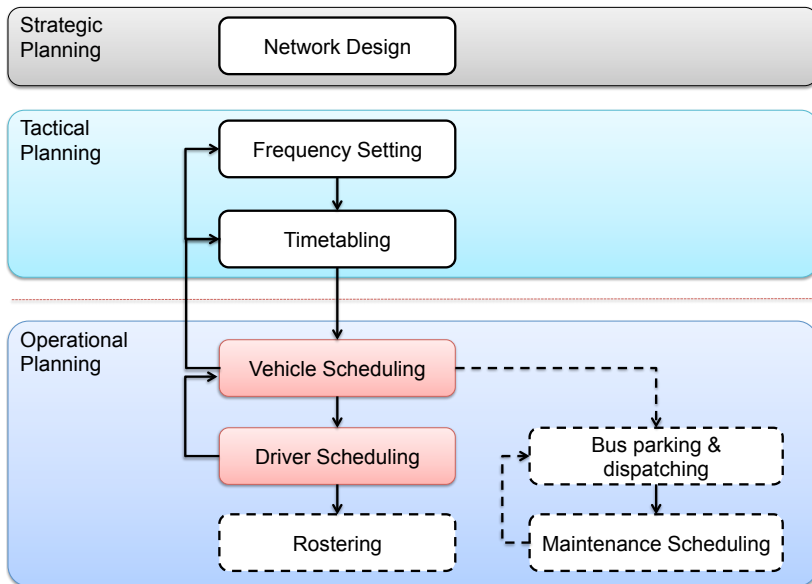 Strategic
Planning
Network Design
Tactical
Planning
Frequency Setting
Timetabling
Operational
Planning
Vehicle Scheduling
Driver Scheduling
Bus parking &
dispatching
Rostering
Maintenance Scheduling